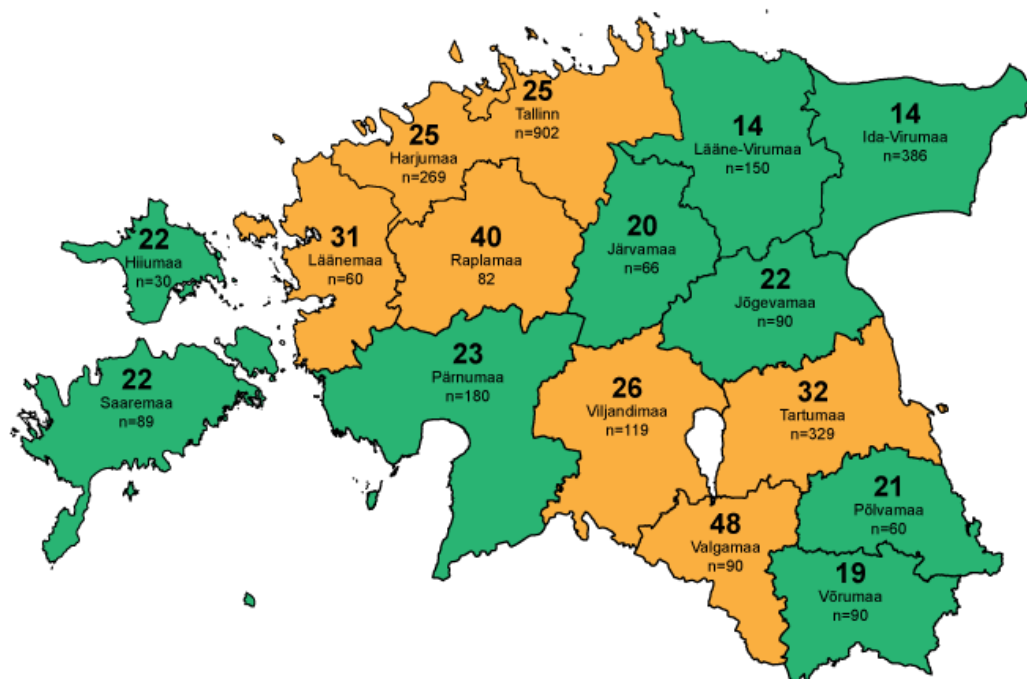 25
Tallinn
n=902
25
Harjumaa
n=269
14
Lääne-Virumaa
n=150
14
Ida-Virumaa
n=386
22
Hiiumaa
n=30
31
Läänemaa
n=60
40
Raplamaa
82
20
Järvamaa
n=66
22
Jõgevamaa
n=90
22
Saaremaa
n=89
23
Pärnumaa
n=180
26
Viljandimaa
n=119
32
Tartumaa
n=329
48
Valgamaa
n=90
21
Põlvamaa
n=60
19
Võrumaa
n=90